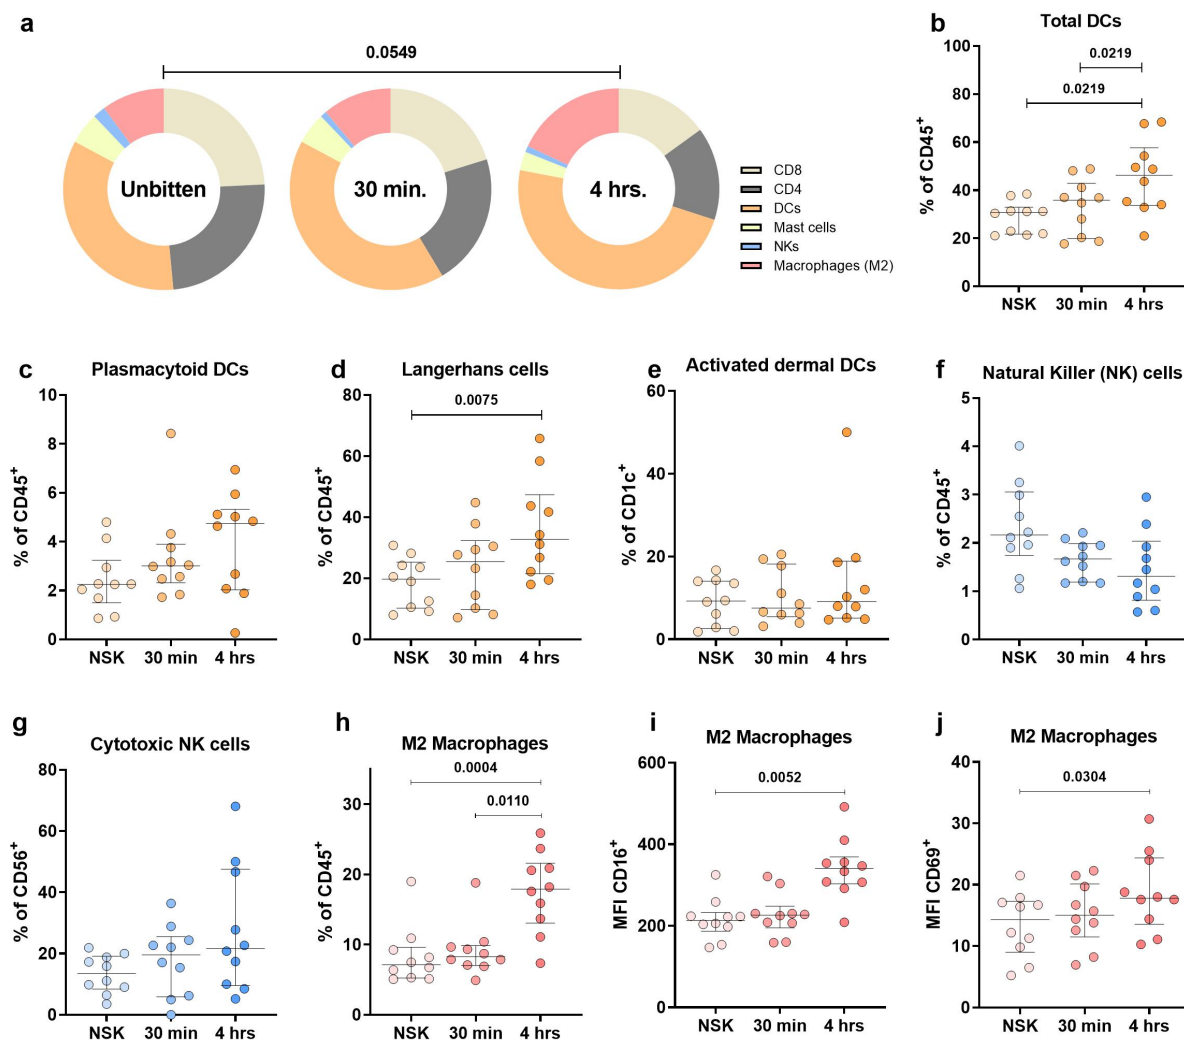 a
0.0549
Unbitten
30 min.
4 hrs.
CD8
CD4
DCs
Mast cells
NKs
Macrophages (M2)
b
Total DCs
0.0219
0.0219
% of CD45+
100
80
60
40
20
0
NSK 30 min 4 hrs
c
Plasmacytoid DCs
% of CD45+
10
8
6
4
2
0
NSK 30 min 4 hrs
d
Langerhans cells
0.0075
% of CD45+
80
60
40
20
0
NSK 30 min 4 hrs
e
Activated dermal DCs
% of CD1c+
60
40
20
0
NSK 30 min 4 hrs
f
Natural Killer (NK) cells
% of CD45+
5
4
3
2
1
0
NSK 30 min 4 hrs
g
Cytotoxic NK cells
% of CD56+
80
60
40
20
0
NSK 30 min 4 hrs
h
M2 Macrophages
0.0004
0.0110
% of CD45+
30
20
10
0
NSK 30 min 4 hrs
i
M2 Macrophages
0.0052
MFI CD16+
600
400
200
0
NSK 30 min 4 hrs
j
M2 Macrophages
0.0304
MFI CD69+
40
30
20
10
0
NSK 30 min 4 hrs